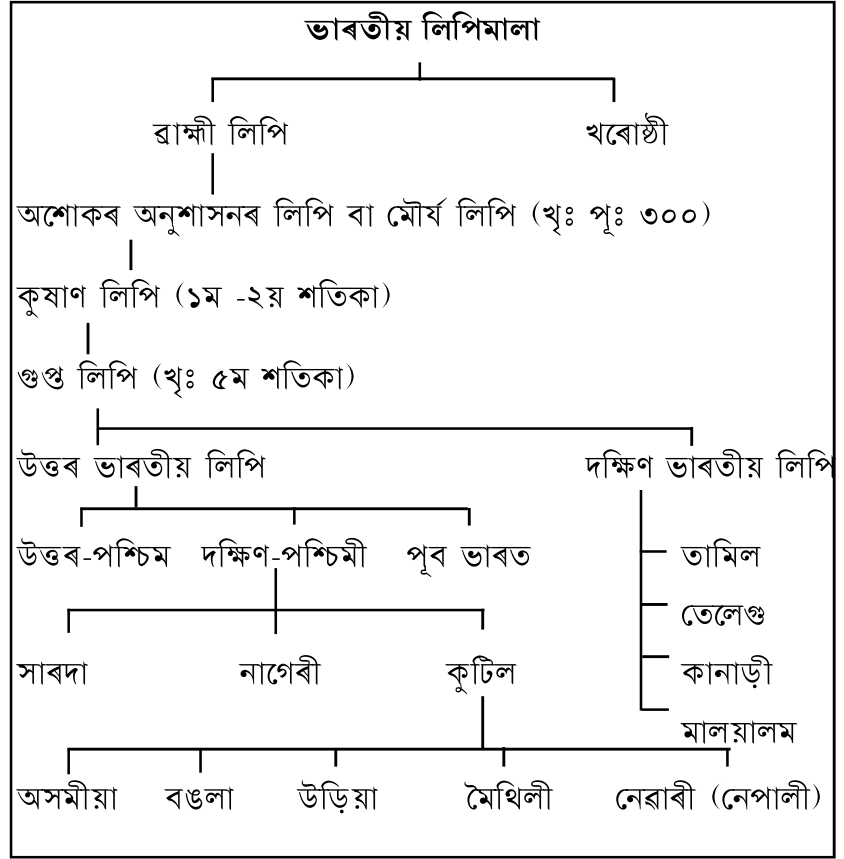 ভাৰতীয় লিপিমালা
ব্ৰাহ্মী লিপি খৰোষ্ঠী
অশোকৰ অনুশাসনৰ লিপি বা মৌৰ্য লিপি (খৃঃ পূঃ ৩০০)
কুষাণ লিপি (১ম -২য় শতিকা)
গুপ্ত লিপি (খৃঃ ৫ম শতিকা)
উত্তৰ ভাৰতীয় লিপি দক্ষিণ ভাৰতীয় লিপি
উত্তৰ-পশ্চিম দক্ষিণ-পশ্চিমী পূব ভাৰত তামিল
তেলেগু
সাৰদা নাগেৰী কুটিল কানাড়ী
মালয়ালম
অসমীয়া বঙলা উড়িয়া মৈথিলী নেৱাৰী (নেপালী)